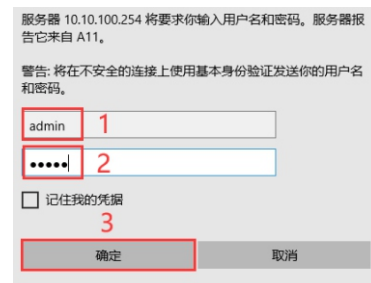 服务器 10.10.100.254 将要求你输入用户名和密码。服务器报
告它来自 A11。
警告: 将在不安全的连接上使用基本身份验证发送你的用户名
和密码。
admin 1
••••• 2
记住我的凭据
3
确定 取消